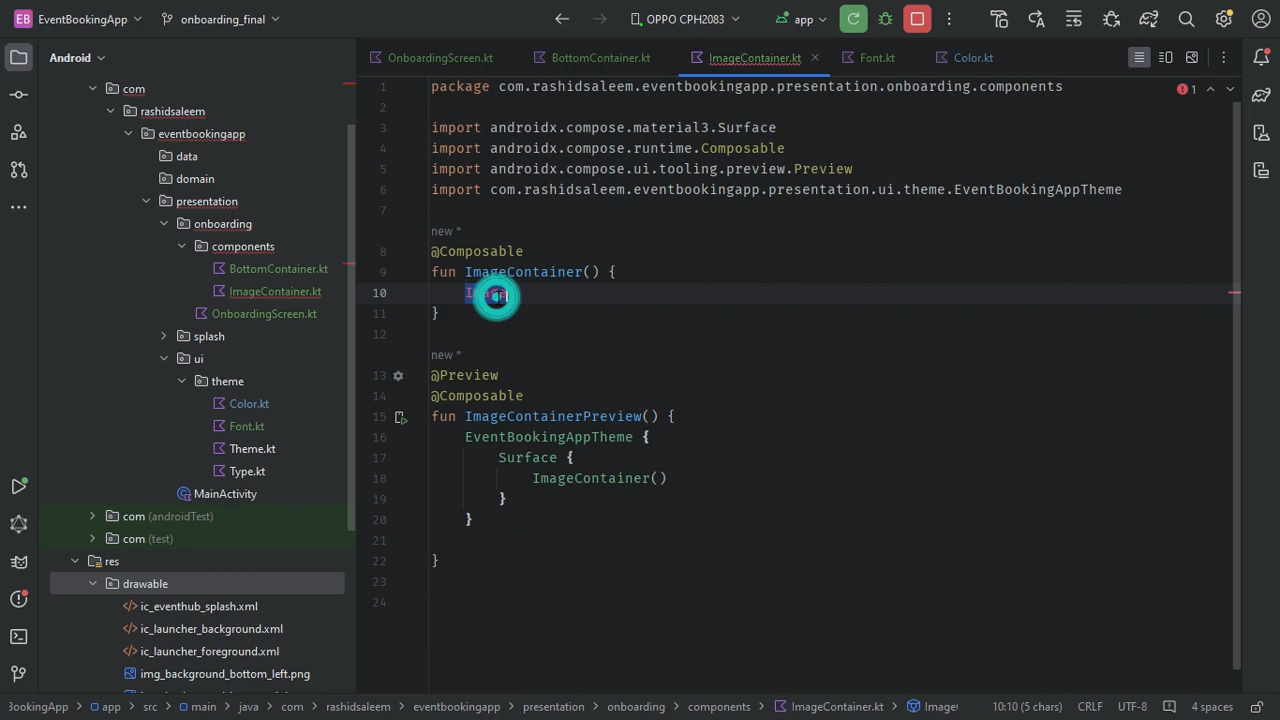 EB EventBookingApp onboarding_final OPPO CPH2083 app
Android
com
rashidsaleem
eventbookingapp
data
domain
presentation
onboarding
components
BottomContainer.kt
ImageContainer.kt
OnboardingScreen.kt
splash
ui
theme
Color.kt
Font.kt
Theme.kt
Type.kt
MainActivity
com (androidTest)
com (test)
res
drawable
ic_eventhub_splash.xml
ic_launcher_background.xml
ic_launcher_foreground.xml
img_background_bottom_left.png
OnboardingScreen.kt BottomContainer.kt ImageContainer.kt Font.kt Color.kt
1 package com.rashidsaleem.eventbookingapp.presentation.onboarding.components 1
2
3 import androidx.compose.material3.Surface
4 import androidx.compose.runtime.Composable
5 import androidx.compose.ui.tooling.preview.Preview
6 import com.rashidsaleem.eventbookingapp.presentation.ui.theme.EventBookingAppTheme
7
new *
8 @Composable
9 fun ImageContainer() {
10 Image
11 }
12
new *
13 @Preview
14 @Composable
15 fun ImageContainerPreview() {
16 EventBookingAppTheme {
17 Surface {
18 ImageContainer()
19 }
20 }
21
22 }
23
24
BookingApp app src main java com rashidsaleem eventbookingapp presentation onboarding components ImageContainer.kt Image 10:10 (5 chars) CRLF UTF-8 4 spaces